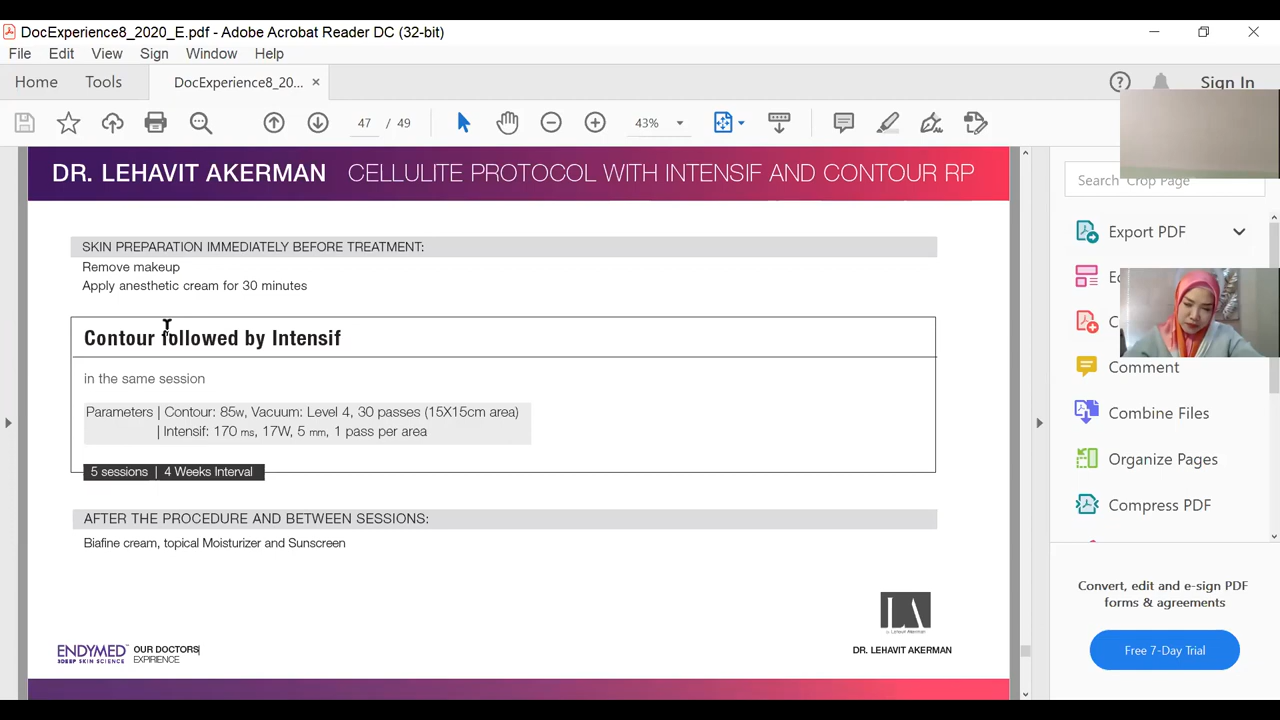 DocExperience8_2020_E.pdf - Adobe Acrobat Reader DC (32-bit)
File Edit View Sign Window Help
Home Tools DocExperience8_20... × Sign In
47 / 49 43%
DR. LEHAVIT AKERMAN CELLULITE PROTOCOL WITH INTENSIF AND CONTOUR RP
Search 'Crop Page'
SKIN PREPARATION IMMEDIATELY BEFORE TREATMENT:
Remove makeup
Apply anesthetic cream for 30 minutes
Contour followed by Intensif
in the same session
Parameters | Contour: 85w, Vacuum: Level 4, 30 passes (15X15cm area)
| Intensif: 170 ms, 17W, 5 mm, 1 pass per area
5 sessions | 4 Weeks Interval
AFTER THE PROCEDURE AND BETWEEN SESSIONS:
Biafine cream, topical Moisturizer and Sunscreen
LA
ENDYMED™ OUR DOCTORS|
3DEEP SKIN SCIENCE EXPIRIENCE
DR. LEHAVIT AKERMAN
Export PDF
Comment
Combine Files
Organize Pages
Compress PDF
Convert, edit and e-sign PDF
forms & agreements
Free 7-Day Trial